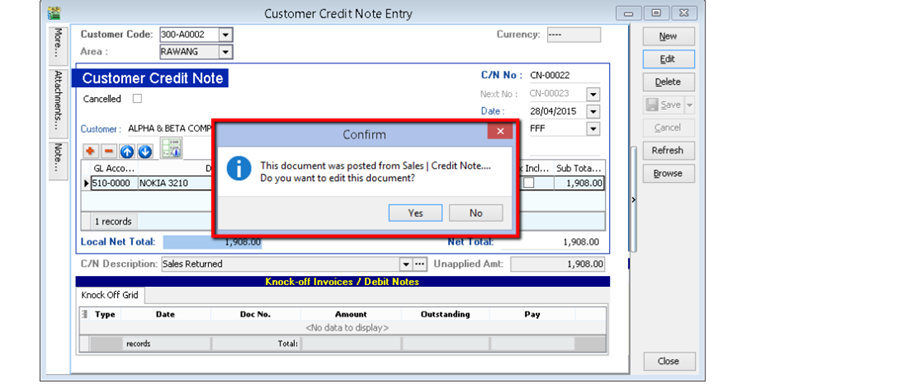 Customer Credit Note Entry
Customer Code: 300-A0002 Currency: ----
Area : RAWANG
More...
Attachments...
Note...
Customer Credit Note
Cancelled
C/N No : CN-00022
Next No : CN-00023
Date : 28/04/2015
FFF
Customer : ALPHA & BETA COMP
GL Acco... D Incl... Sub Tota...
510-0000 NOKIA 3210 1,908.00
1 records
Local Net Total: 1,908.00 Net Total: 1,908.00
C/N Description: Sales Returned Unapplied Amt: 1,908.00
Knock-off Invoices / Debit Notes
Knock Off Grid
Type Date Doc No. Amount Outstanding Pay
<No data to display>
records Total:
Confirm
This document was posted from Sales | Credit Note....
Do you want to edit this document?
Yes No
New
Edit
Delete
Save
Cancel
Refresh
Browse
Close